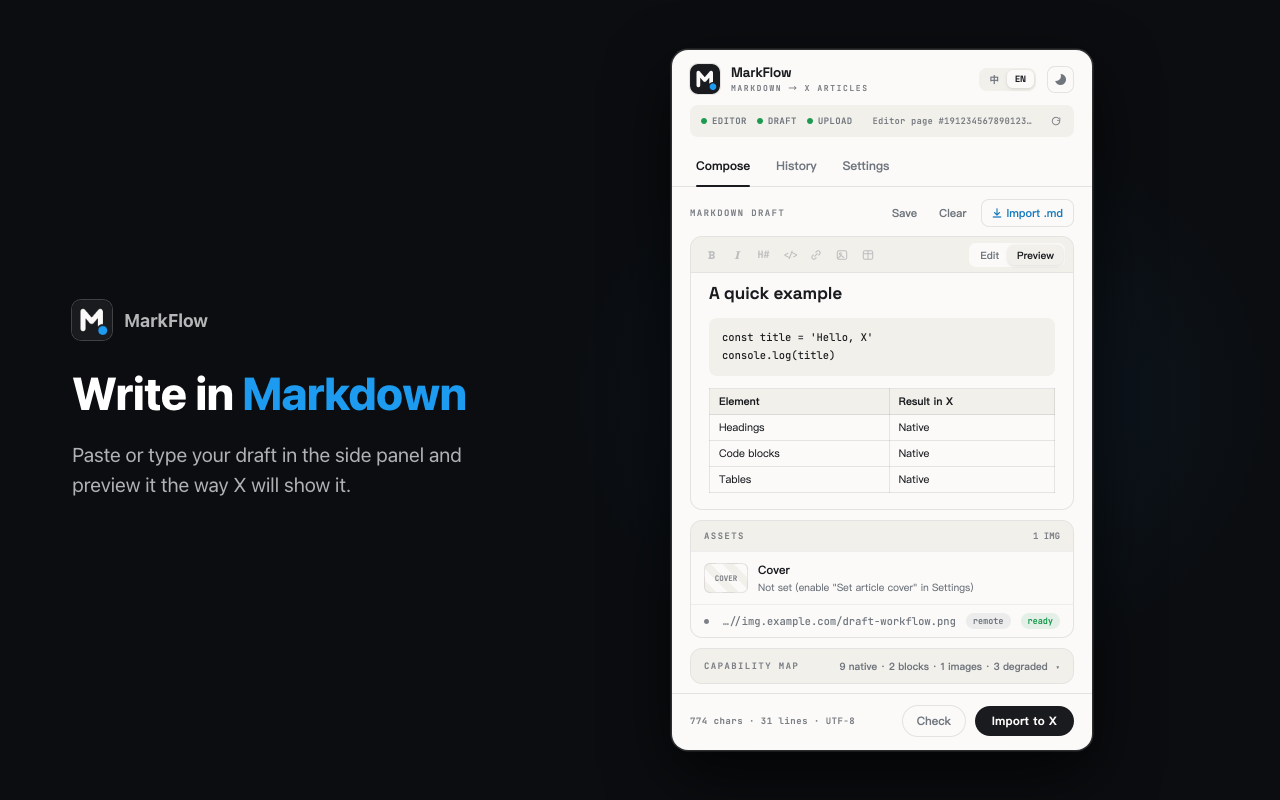 MarkFlow
Write in Markdown
Paste or type your draft in the side panel and
preview it the way X will show it.
MarkFlow
MARKDOWN → X ARTICLES
中 EN
EDITOR DRAFT UPLOAD Editor page #191234567890123…
Compose History Settings
MARKDOWN DRAFT Save Clear Import .md
B I H# </> Edit Preview
A quick example
const title = 'Hello, X'
console.log(title)
Element Result in X
Headings Native
Code blocks Native
Tables Native
ASSETS 1 IMG
COVER Cover
Not set (enable "Set article cover" in Settings)
…//img.example.com/draft-workflow.png remote ready
CAPABILITY MAP 9 native · 2 blocks · 1 images · 3 degraded
774 chars · 31 lines · UTF-8 Check Import to X